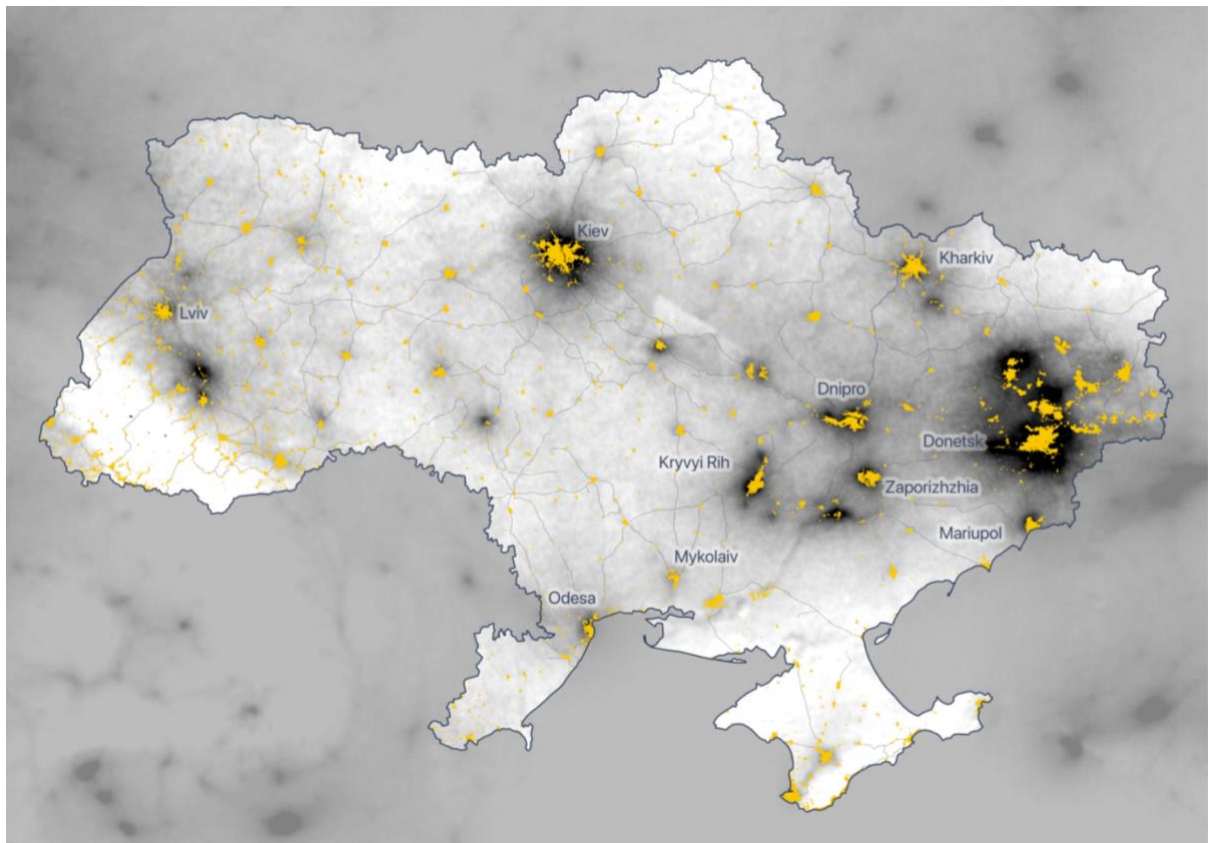 Kiev
Kharkiv
Lviv
Dnipro
Donetsk
Kryvyi Rih
Zaporizhzhia
Mariupol
Mykolaiv
Odesa